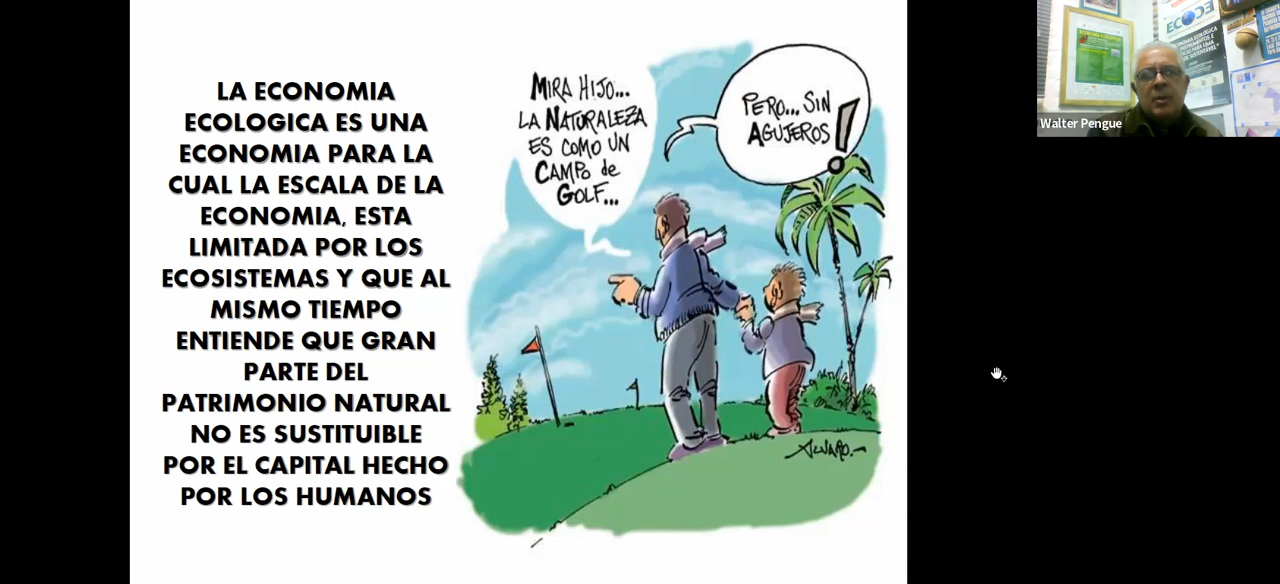 LA ECONOMIA
ECOLOGICA ES UNA
ECONOMIA PARA LA
CUAL LA ESCALA DE LA
ECONOMIA, ESTA
LIMITADA POR LOS
ECOSISTEMAS Y QUE AL
MISMO TIEMPO
ENTIENDE QUE GRAN
PARTE DEL
PATRIMONIO NATURAL
NO ES SUSTITUIBLE
POR EL CAPITAL HECHO
POR LOS HUMANOS
MIRA HIJO...
LA NATURALEZA
ES COMO UN
CAMPO de
GOLF...
PERO... SIN
AGUJEROS!
ALVARO.
Walter Pengue